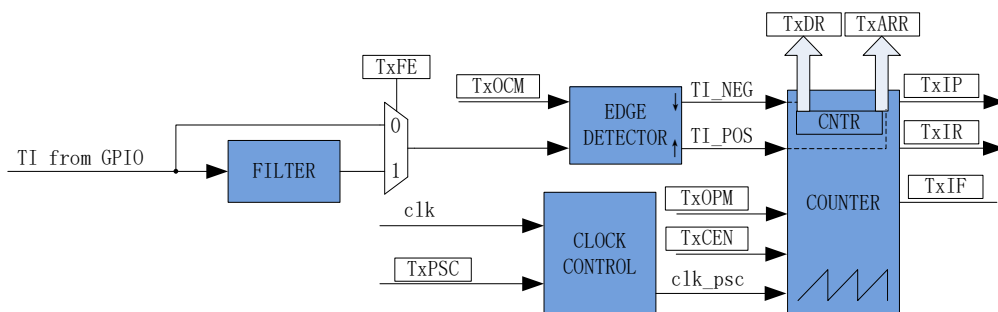 TxDR
TxARR
TxFE
TxOCM
EDGE
DETECTOR
TI_NEG
TI_POS
CNTR
TxIP
TxIR
0
1
TI from GPIO
FILTER
TxIF
clk
TxPSC
CLOCK
CONTROL
TxOPM
TxCEN
clk_psc
COUNTER